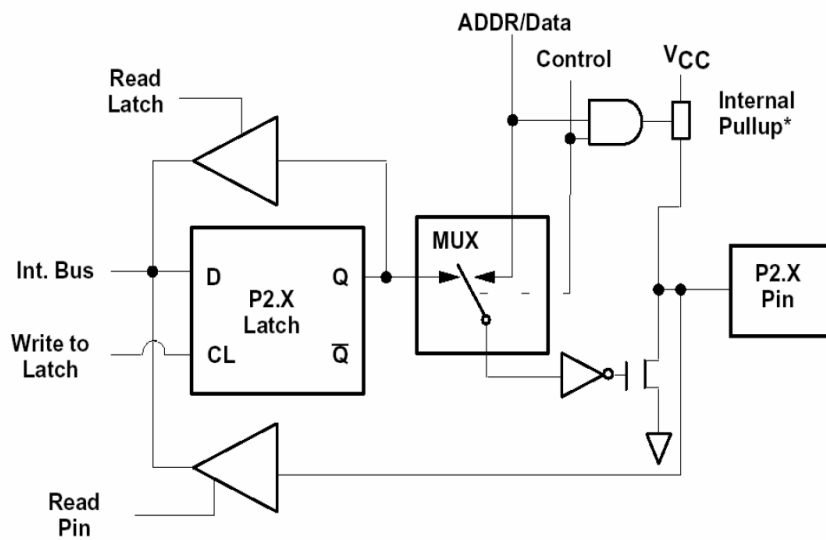 ADDR/Data
Control
VCC
Read
Latch
Internal
Pullup*
MUX
Int. Bus
D
Q
P2.X
Latch
P2.X
Pin
Write to
Latch
CL
Q̅
Read
Pin